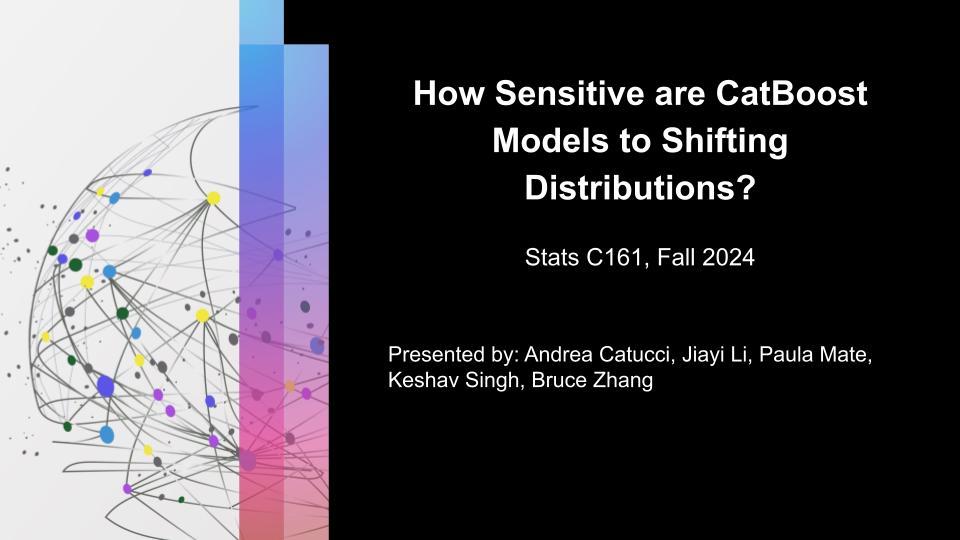 How Sensitive are CatBoost
Models to Shifting
Distributions?
Stats C161, Fall 2024
Presented by: Andrea Catucci, Jiayi Li, Paula Mate,
Keshav Singh, Bruce Zhang